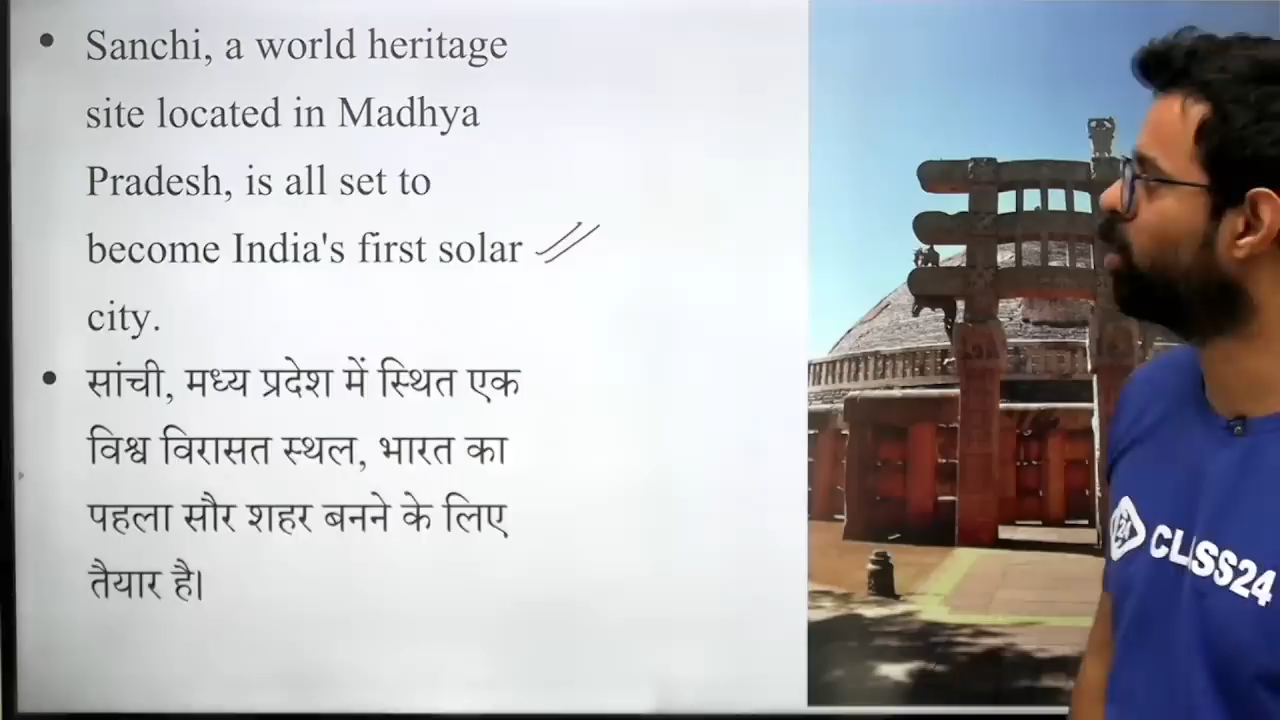 Sanchi, a world heritage
site located in Madhya
Pradesh, is all set to
become India's first solar
city.
सांची, मध्य प्रदेश में स्थित एक
विश्व विरासत स्थल, भारत का
पहला सौर शहर बनने के लिए
तैयार है।
24
CLASS24